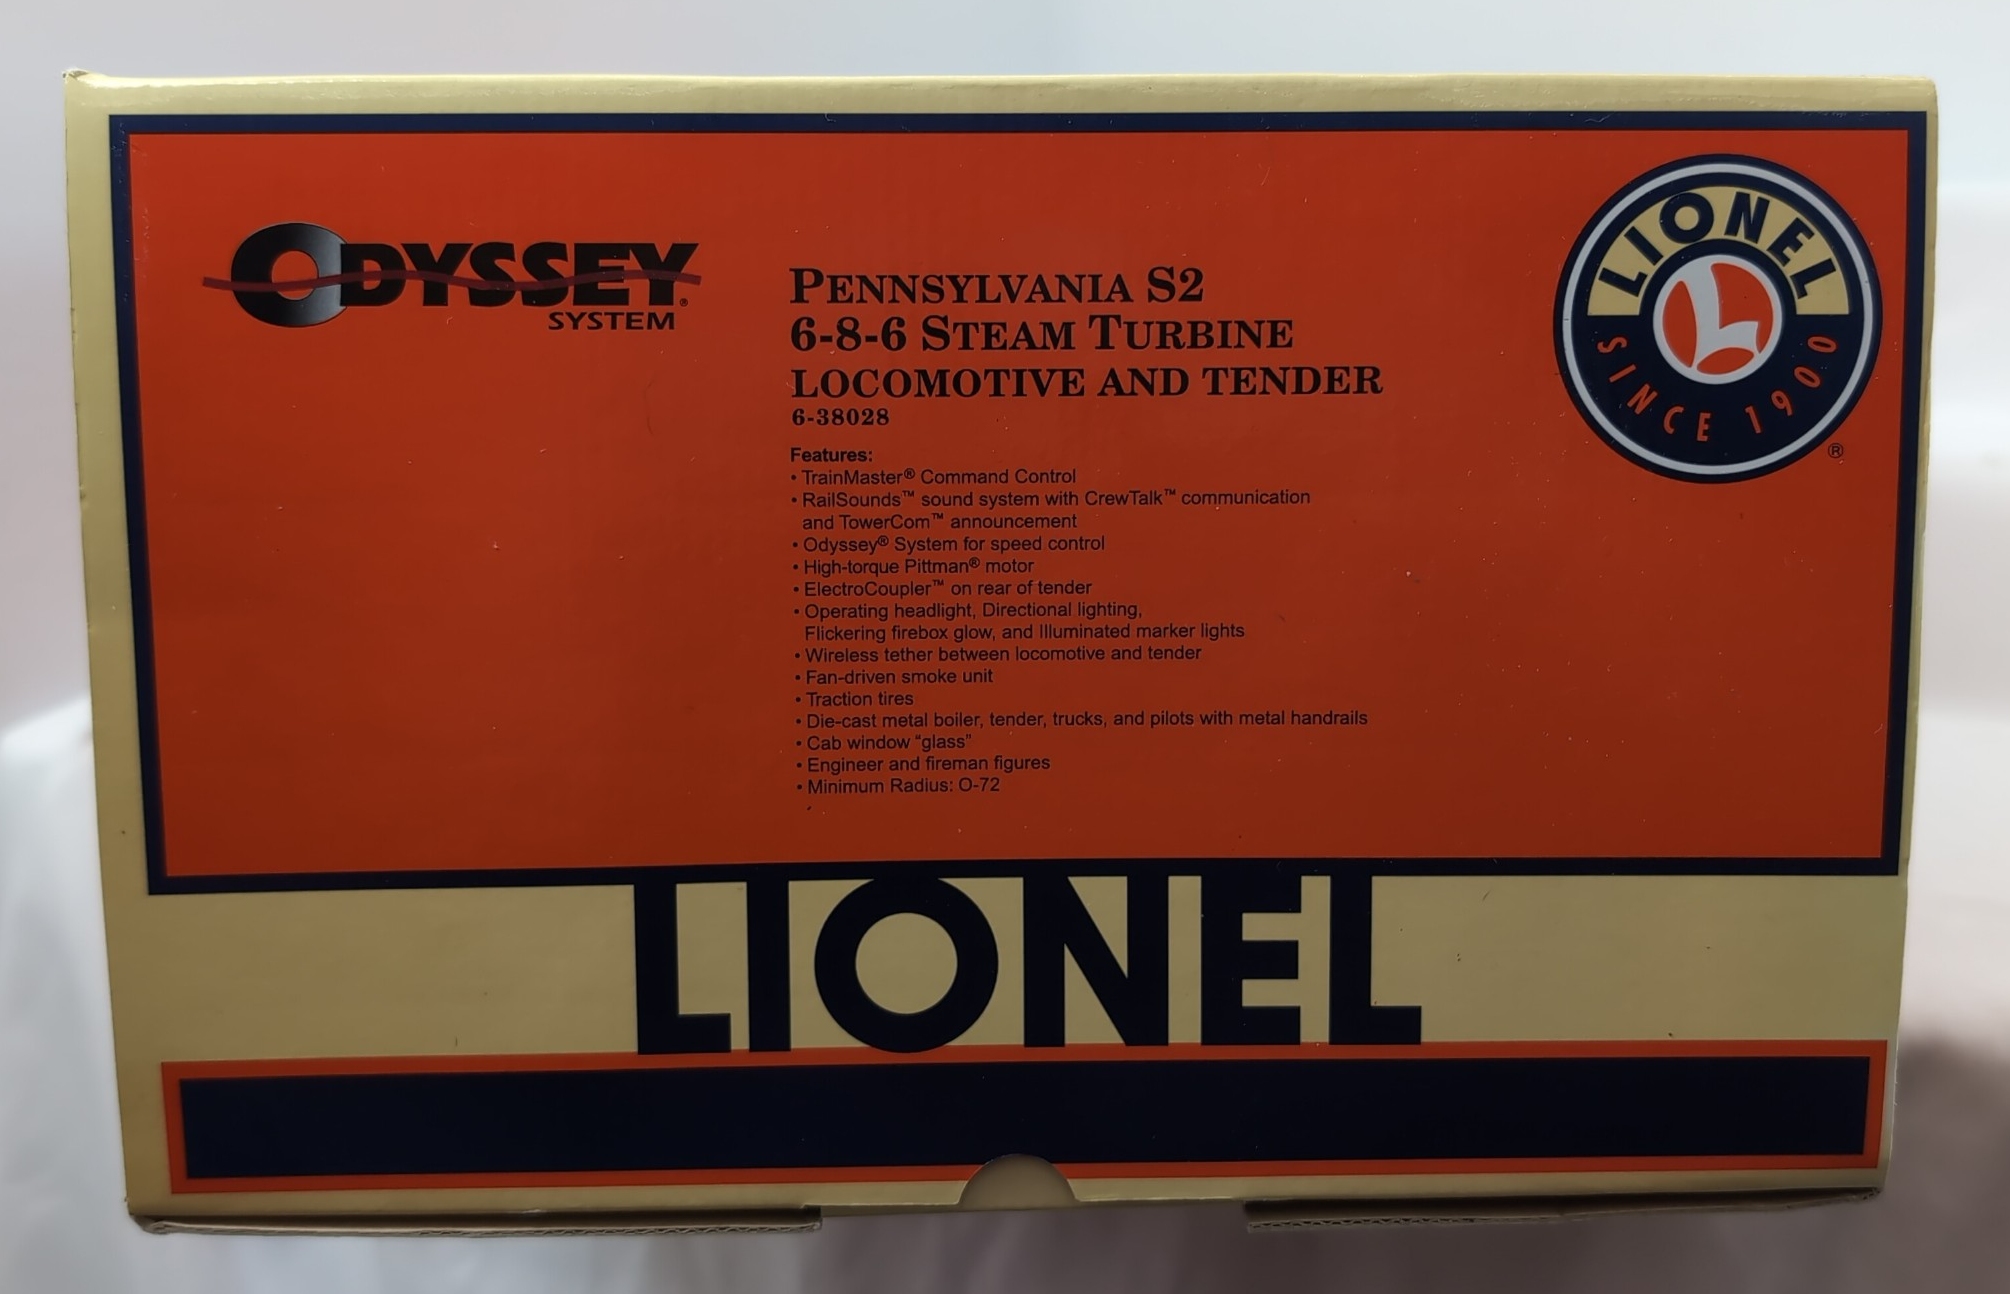 ODYSSEY®
SYSTEM
PENNSYLVANIA S2
6-8-6 STEAM TURBINE
LOCOMOTIVE AND TENDER
6-38028
Features:
• TrainMaster® Command Control
• RailSounds™ sound system with CrewTalk™ communication
and TowerCom™ announcement
• Odyssey® System for speed control
• High-torque Pittman® motor
• ElectroCoupler™ on rear of tender
• Operating headlight, Directional lighting,
Flickering firebox glow, and Illuminated marker lights
• Wireless tether between locomotive and tender
• Fan-driven smoke unit
• Traction tires
• Die-cast metal boiler, tender, trucks, and pilots with metal handrails
• Cab window “glass”
• Engineer and fireman figures
• Minimum Radius: O-72
LIONEL
L
SINCE 1900
®
LIONEL